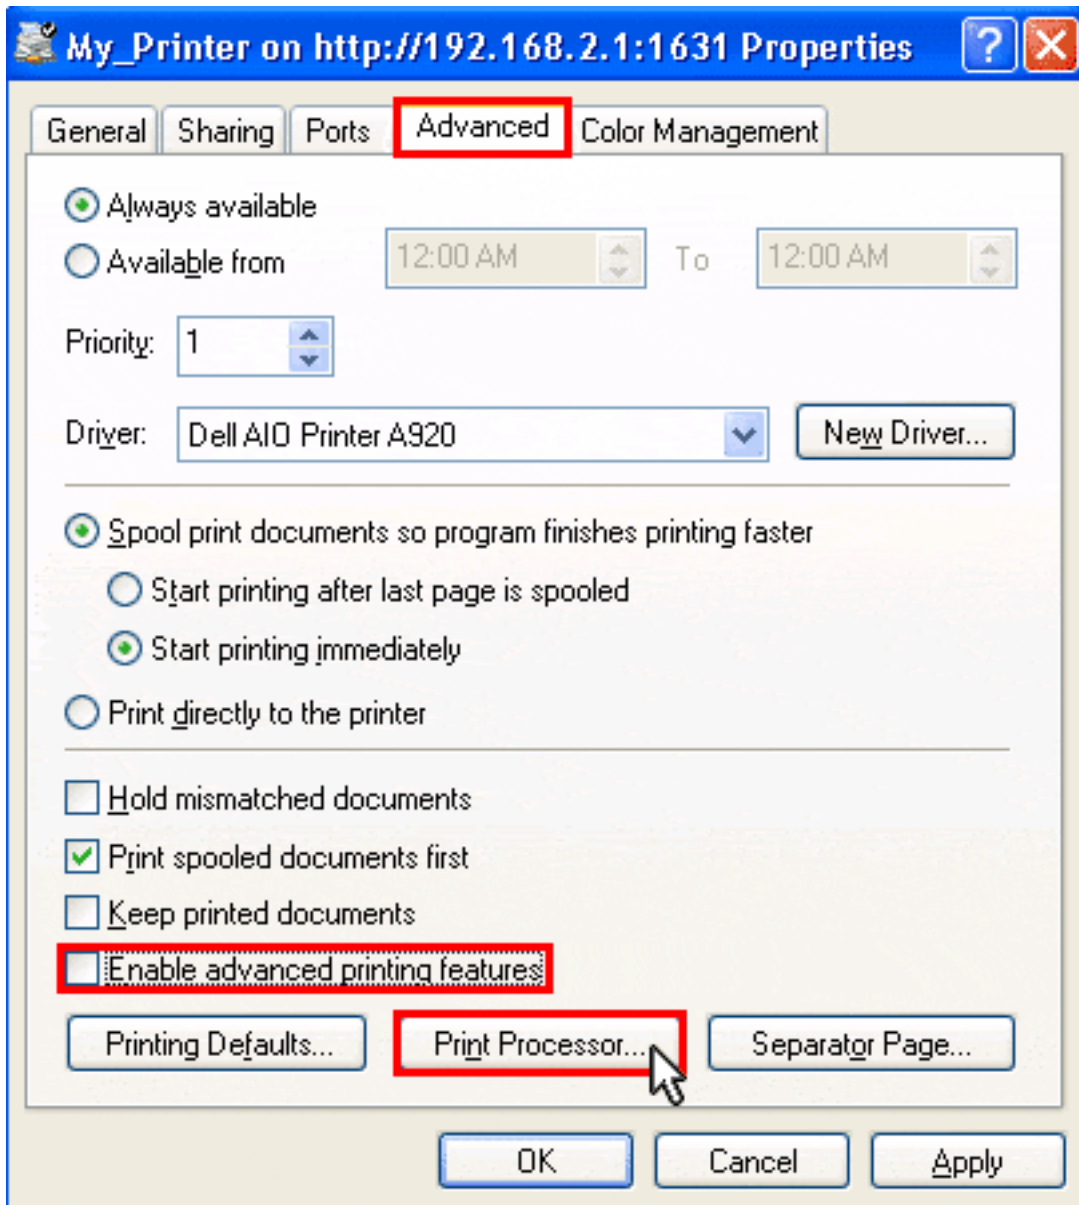 My_Printer on http://192.168.2.1:1631 Properties
General Sharing Ports Advanced Color Management
Always available
Available from 12:00 AM To 12:00 AM
Priority: 1
Driver: Dell AIO Printer A920 New Driver...
Spool print documents so program finishes printing faster
Start printing after last page is spooled
Start printing immediately
Print directly to the printer
Hold mismatched documents
Print spooled documents first
Keep printed documents
Enable advanced printing features
Printing Defaults... Print Processor... Separator Page...
OK Cancel Apply